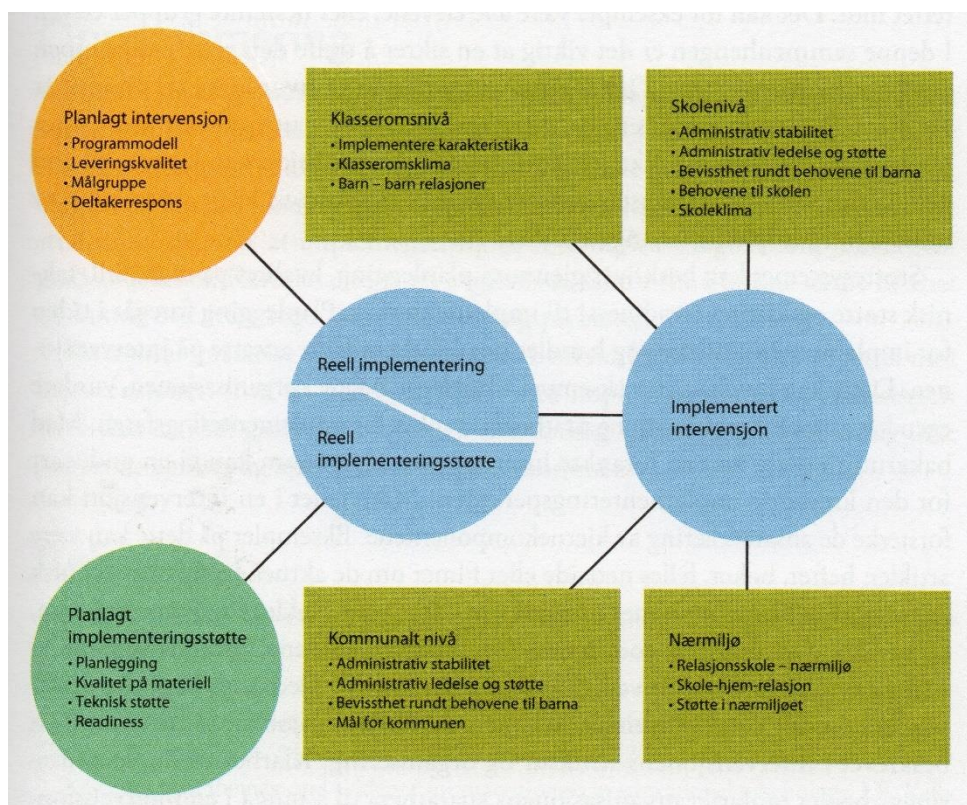 Planlagt intervensjon
• Programmodell
• Leveringskvalitet
• Målgruppe
• Deltakerrespons
Klasseromsnivå
• Implementere karakteristika
• Klasseromsklima
• Barn – barn relasjoner
Skolenivå
• Administrativ stabilitet
• Administrativ ledelse og støtte
• Bevissthet rundt behovene til barna
• Behovene til skolen
• Skoleklima
Reell implementering
Reell
implementeringsstøtte
Implementert
intervensjon
Planlagt
implementeringsstøtte
• Planlegging
• Kvalitet på materiell
• Teknisk støtte
• Readiness
Kommunalt nivå
• Administrativ stabilitet
• Administrativ ledelse og støtte
• Bevissthet rundt behovene til barna
• Mål for kommunen
Nærmiljø
• Relasjonsskole – nærmiljø
• Skole-hjem-relasjon
• Støtte i nærmiljøet